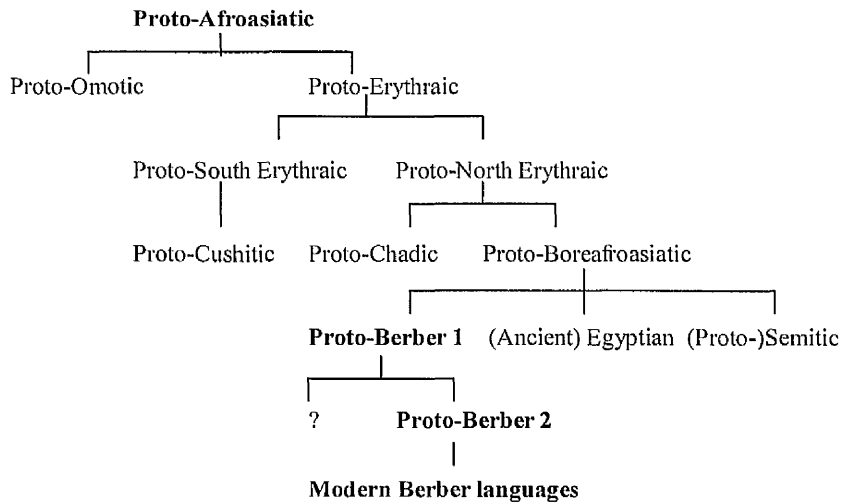 Proto-Afroasiatic
Proto-Omotic Proto-Erythraic
Proto-South Erythraic Proto-North Erythraic
Proto-Cushitic Proto-Chadic Proto-Boreafroasiatic
Proto-Berber 1 (Ancient) Egyptian (Proto-)Semitic
? Proto-Berber 2
Modern Berber languages